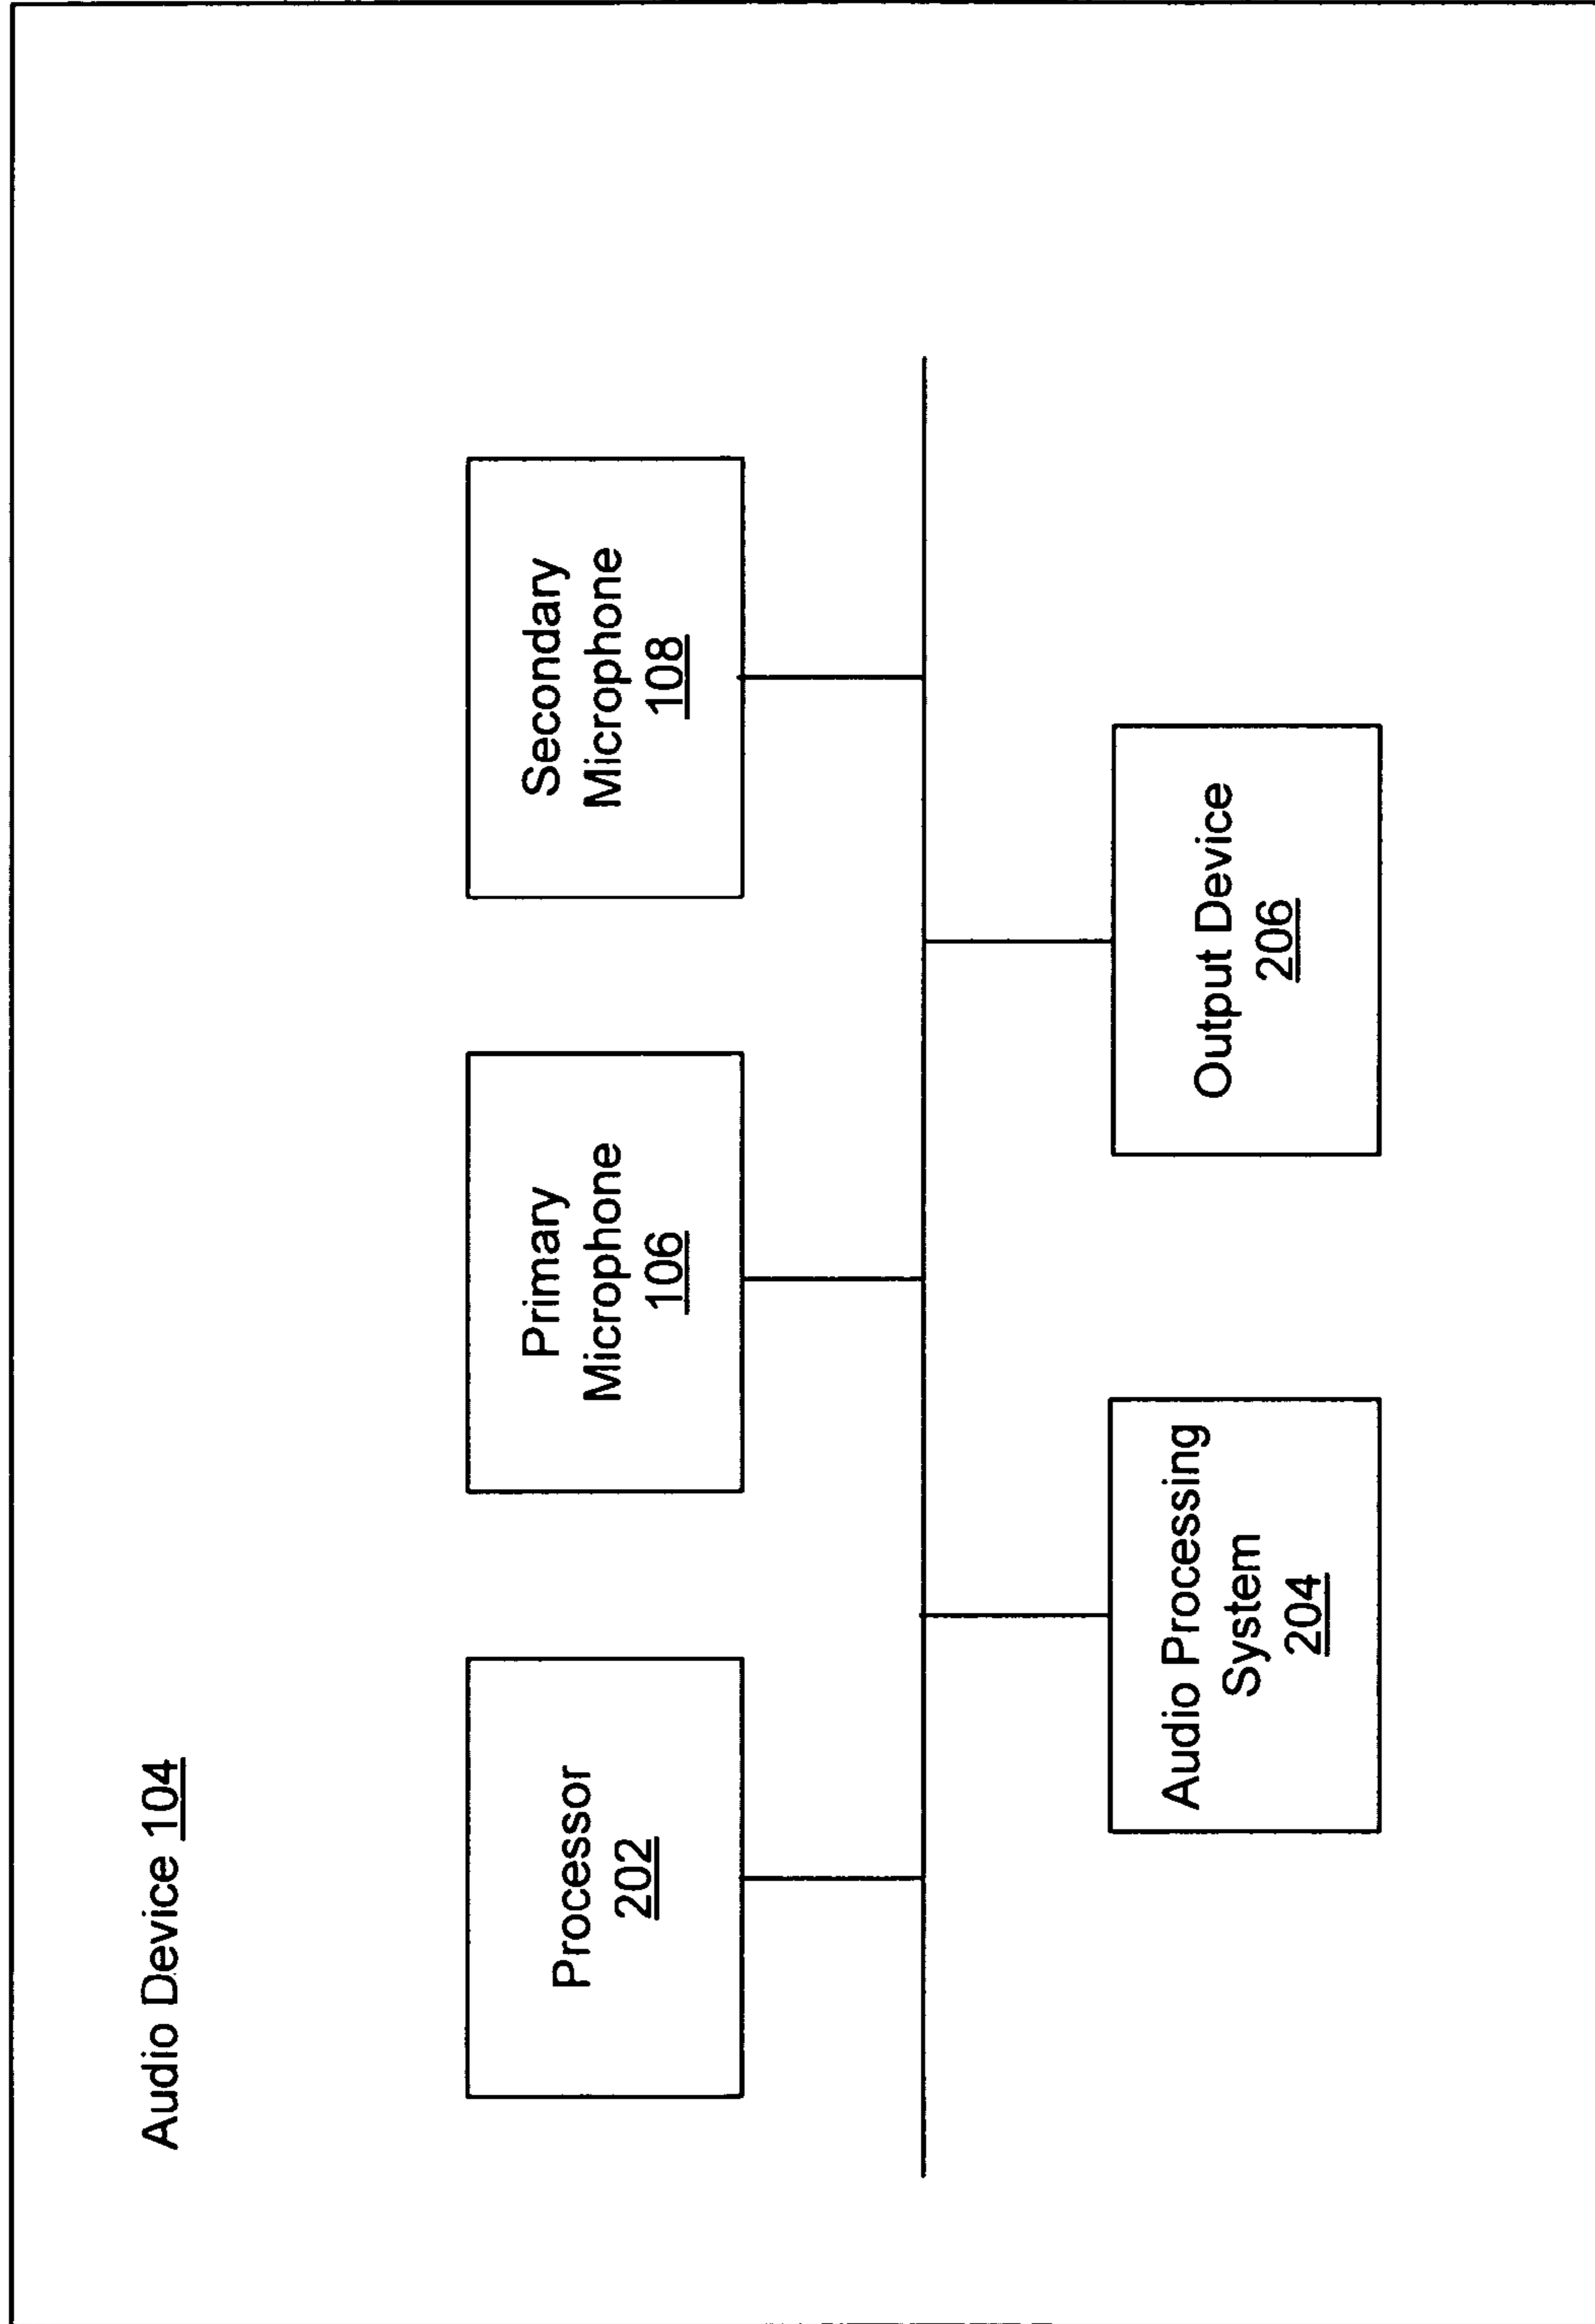 Audio Device 104
Processor
202
Primary
Microphone
106
Secondary
Microphone
108
Audio Processing
System
204
Output Device
206